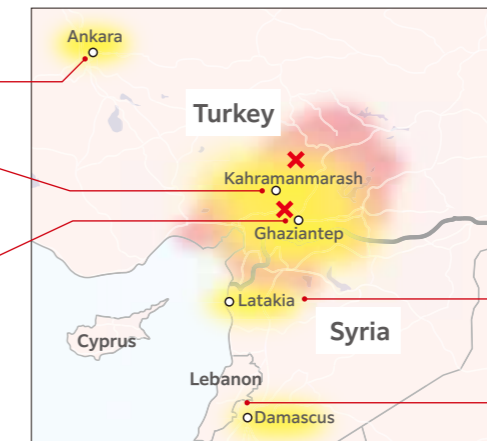 Ankara
Turkey
Kahramanmarash
Ghaziantep
Latakia
Syria
Cyprus
Lebanon
Damascus